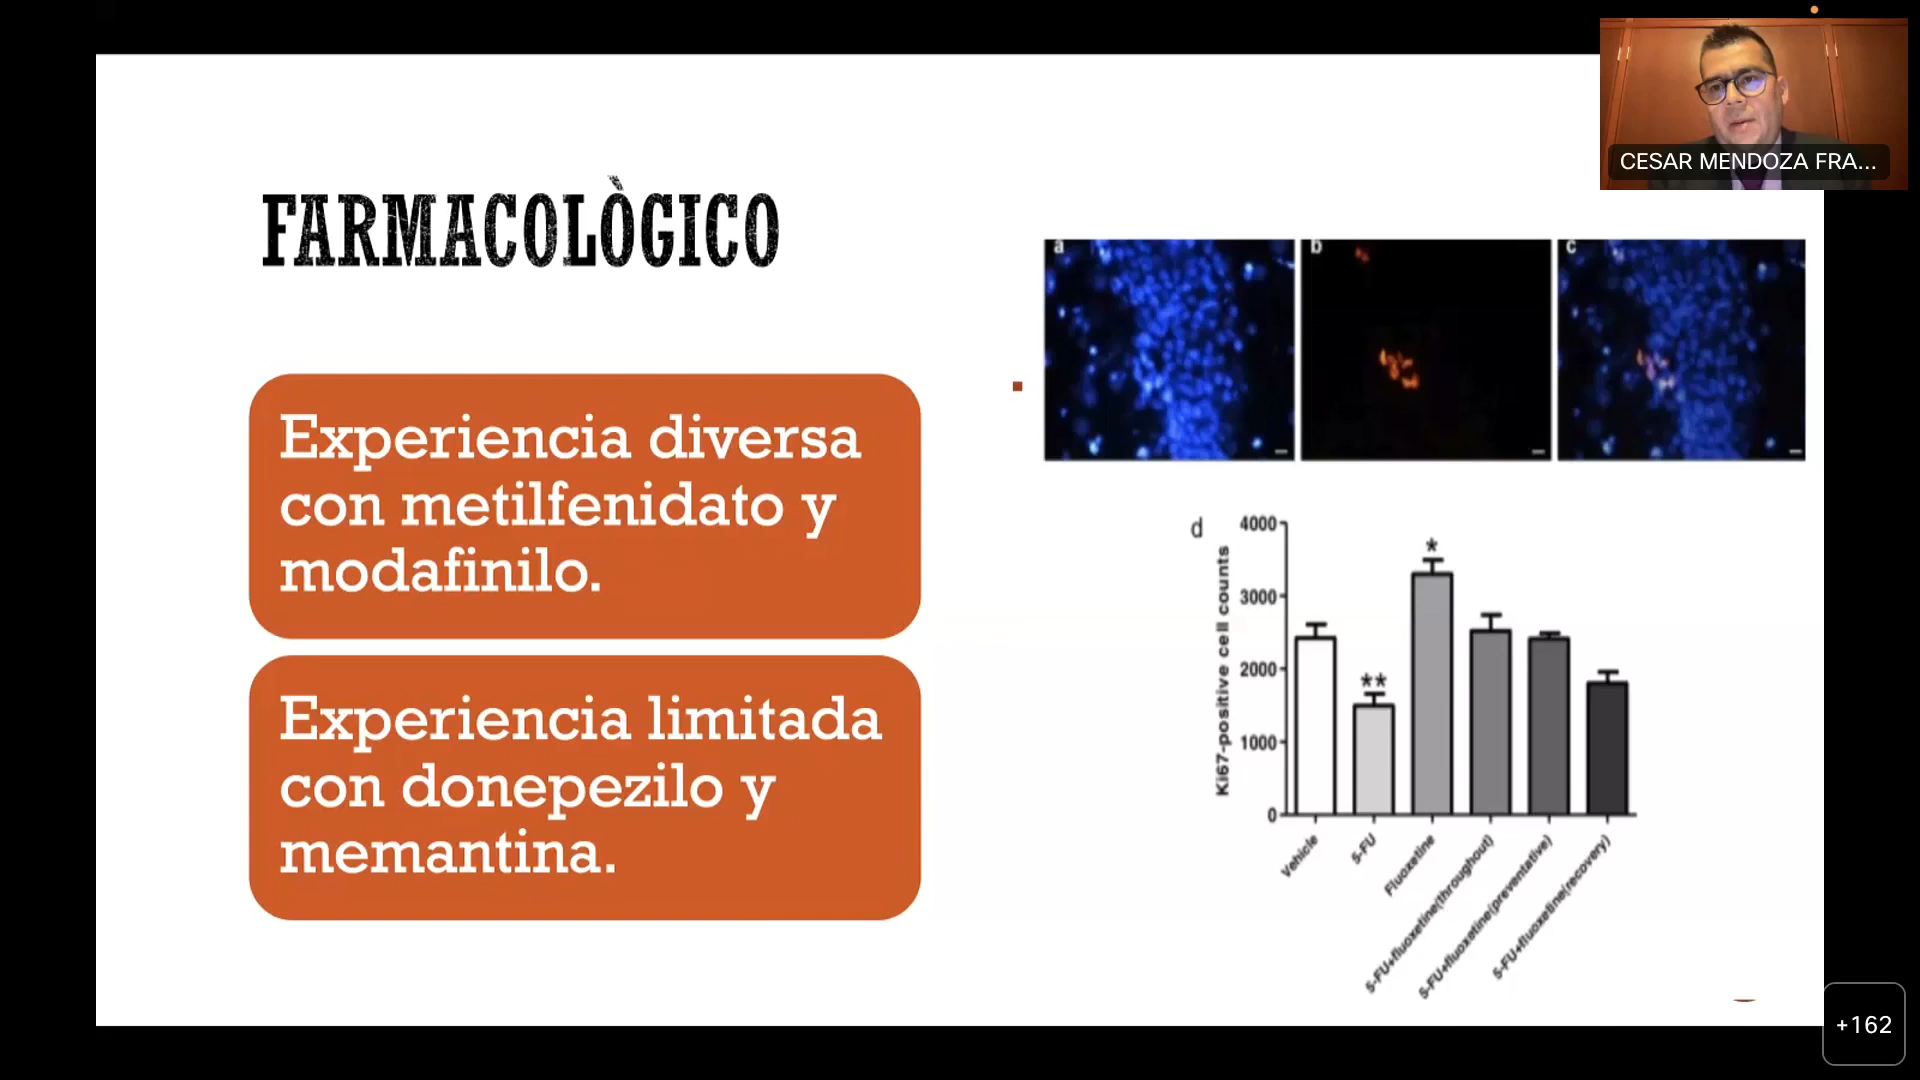 CESAR MENDOZA FRA...
FARMACOLÒGICO
Experiencia diversa
con metilfenidato y
modafinilo.
Experiencia limitada
con donepezilo y
memantina.
a
b
c
d
Ki67-positive cell counts
4000
3000
2000
1000
0
*
**
Vehicle
5-FU
Fluoxetine
5-FU+fluoxetine(throughout)
5-FU+fluoxetine(preventative)
5-FU+fluoxetine(recovery)
+162